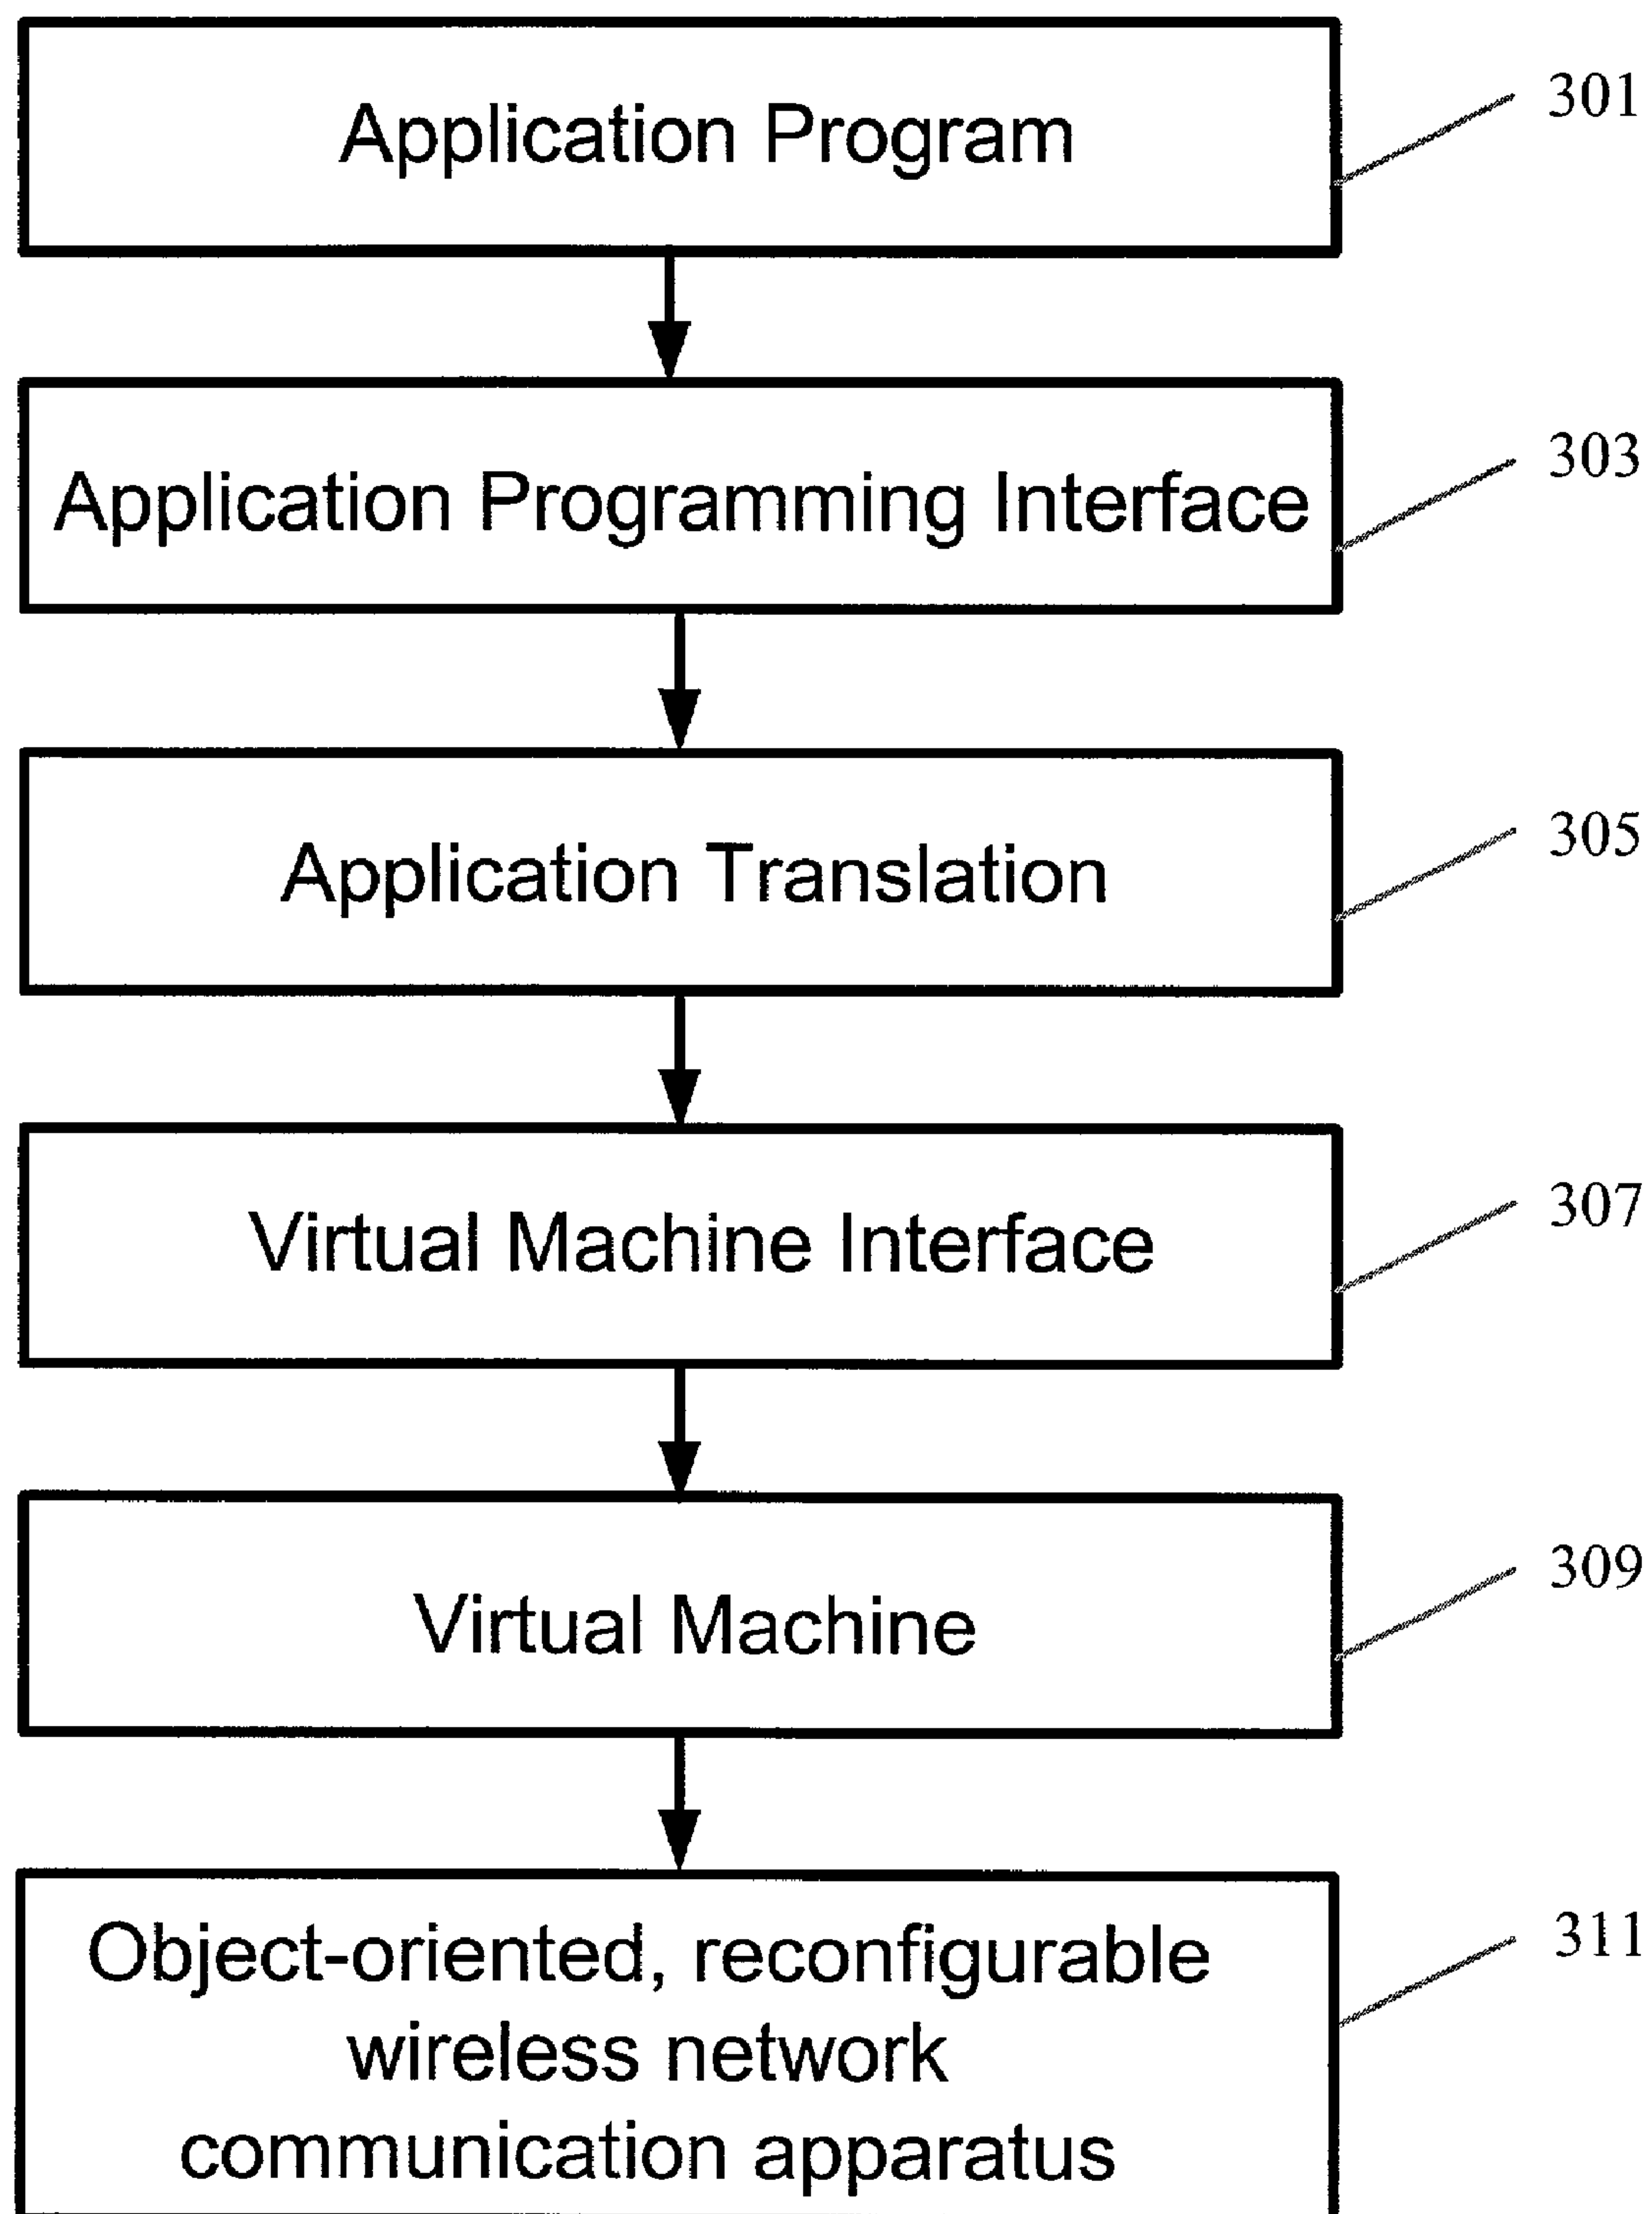 Application Program
301
Application Programming Interface
303
Application Translation
305
Virtual Machine Interface
307
Virtual Machine
309
Object-oriented, reconfigurable
wireless network
communication apparatus
311